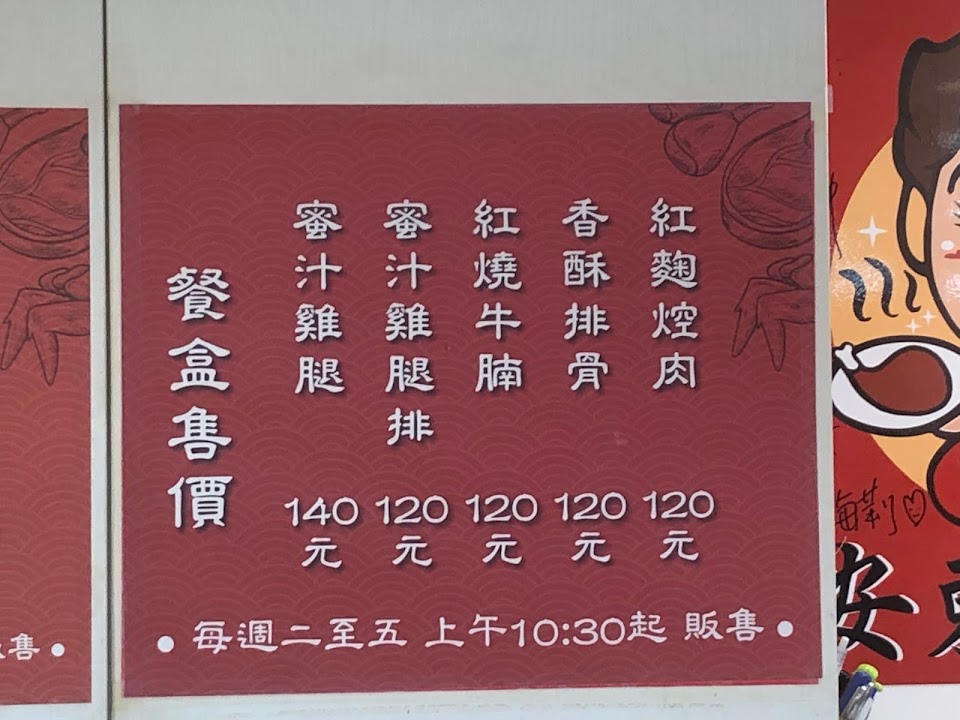 紅麴焢肉 120元
香酥排骨 120元
紅燒牛腩 120元
蜜汁雞腿排 120元
蜜汁雞腿 140元
餐盒售價
•每週二至五 上午10:30起 販售•
售•
安